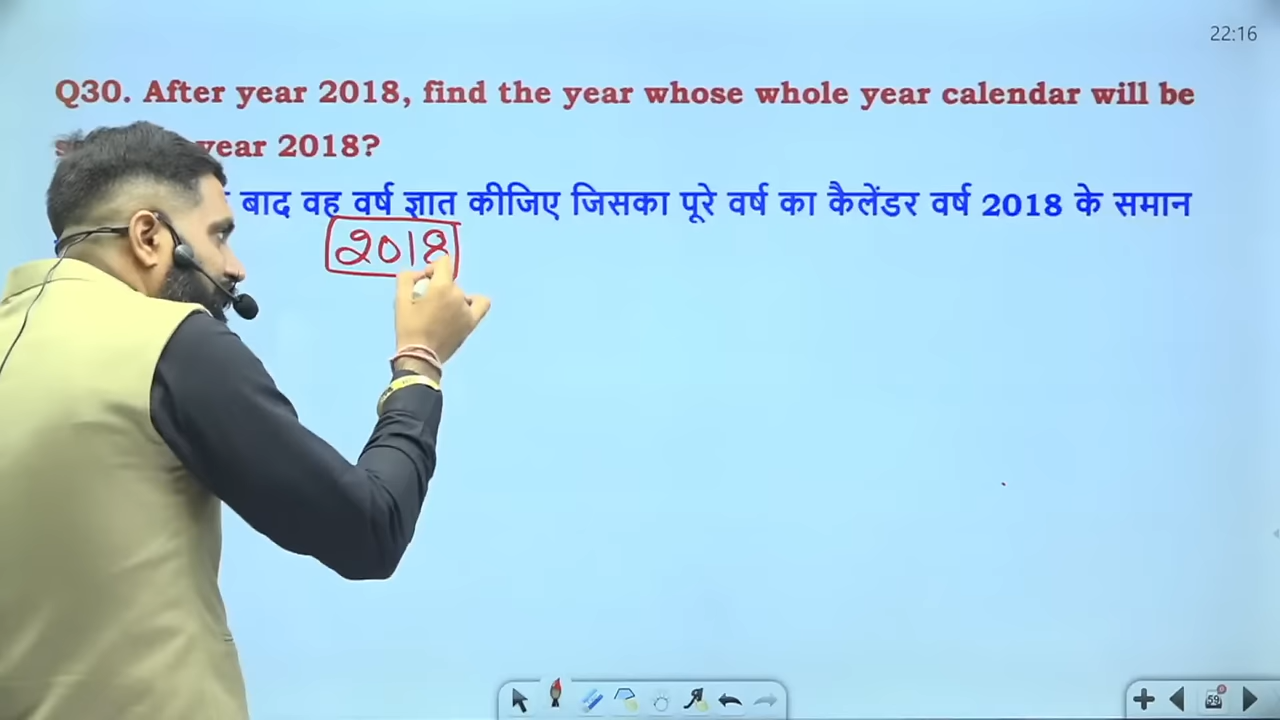 22:16
Q30. After year 2018, find the year whose whole year calendar will be
year 2018?
बाद वह वर्ष ज्ञात कीजिए जिसका पूरे वर्ष का कैलेंडर वर्ष 2018 के समान
2018
59